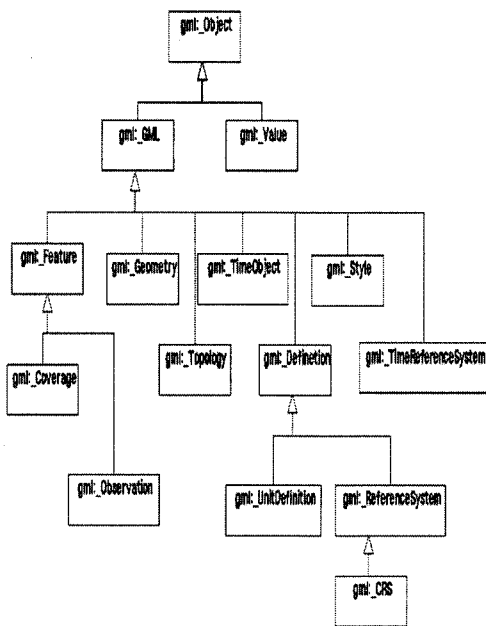 gml:_Object
gml:_GML
gml:_Value
gml:_Feature
gml:_Geometry
gml:_TimeObject
gml:_Style
gml:_Topology
gml:_Definetion
gml:_TimeReferenceSystem
gml:_Coverage
gml:_Observation
gml:_UnitDefinition
gml:_ReferenceSystem
gml:_CRS